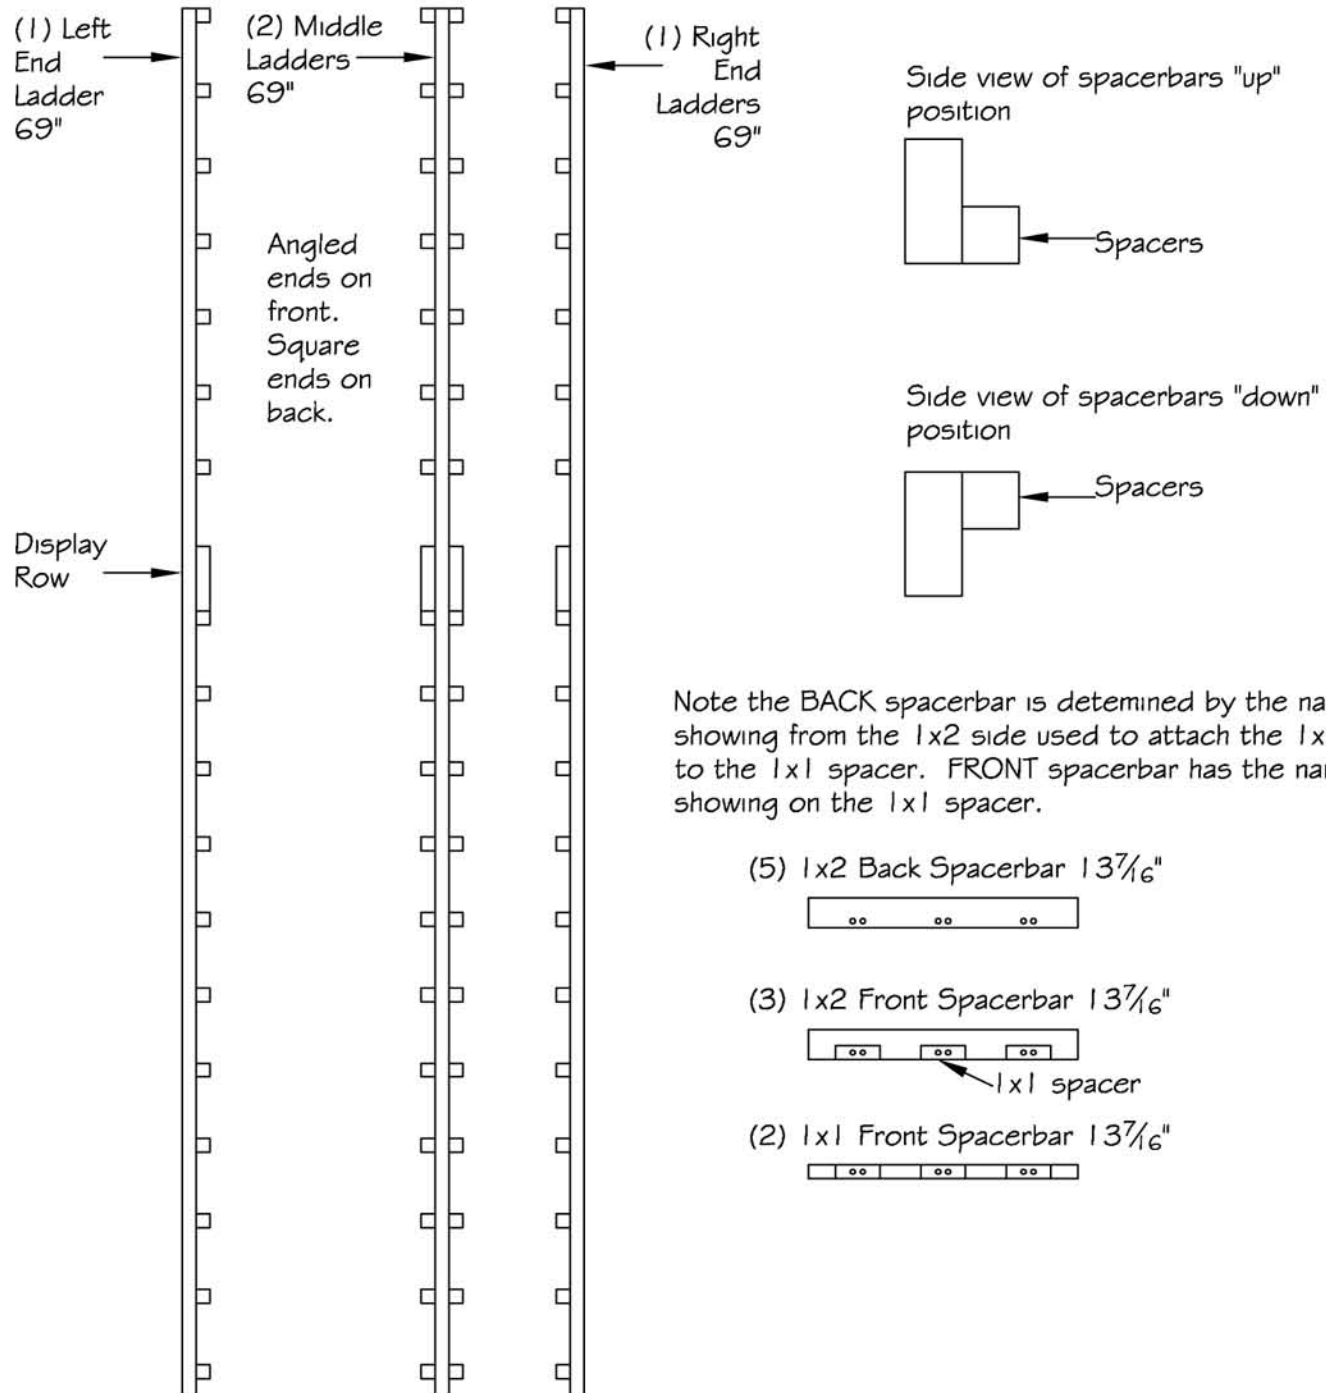 (1) Left
End
Ladder
69"
(2) Middle
Ladders
69"
(1) Right
End
Ladders
69"
Angled
ends on
front.
Square
ends on
back.
Display
Row
Side view of spacerbars "up"
position
Spacers
Side view of spacerbars "down"
position
Spacers
Note the BACK spacerbar is detemined by the
showing from the 1x2 side used to attach the
to the 1x1 spacer. FRONT spacerbar has the
showing on the 1x1 spacer.
(5) 1x2 Back Spacerbar 13 7/16"
(3) 1x2 Front Spacerbar 13 7/16"
1x1 spacer
(2) 1x1 Front Spacerbar 13 7/16"